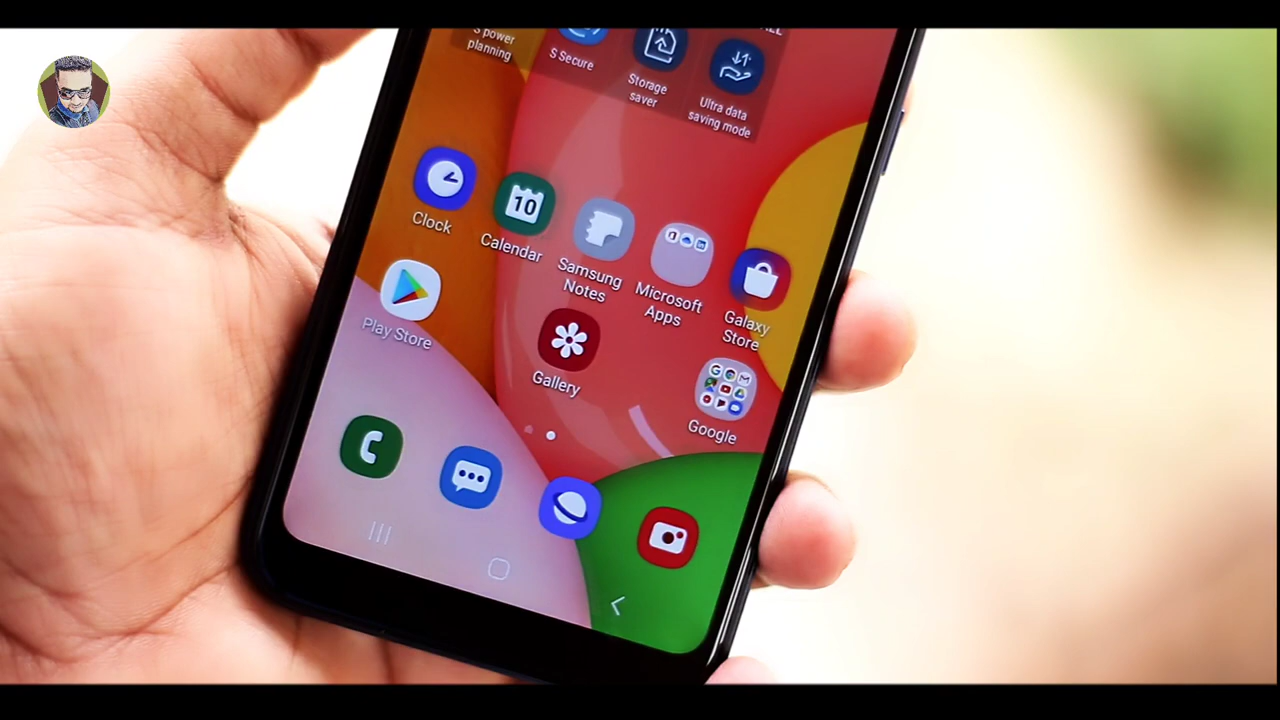 S power
planning
S Secure
Storage
saver
Ultra data
saving mode
Clock
10
Calendar
Samsung
Notes
Microsoft
Apps
Galaxy
Store
Play Store
Gallery
Google